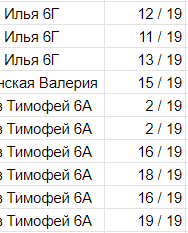 Илья 6Г 12 / 19
Илья 6Г 11 / 19
Илья 6Г 13 / 19
нская Валерия 15 / 19
в Тимофей 6А 2 / 19
в Тимофей 6А 2 / 19
в Тимофей 6А 16 / 19
в Тимофей 6А 18 / 19
в Тимофей 6А 16 / 19
в Тимофей 6А 19 / 19